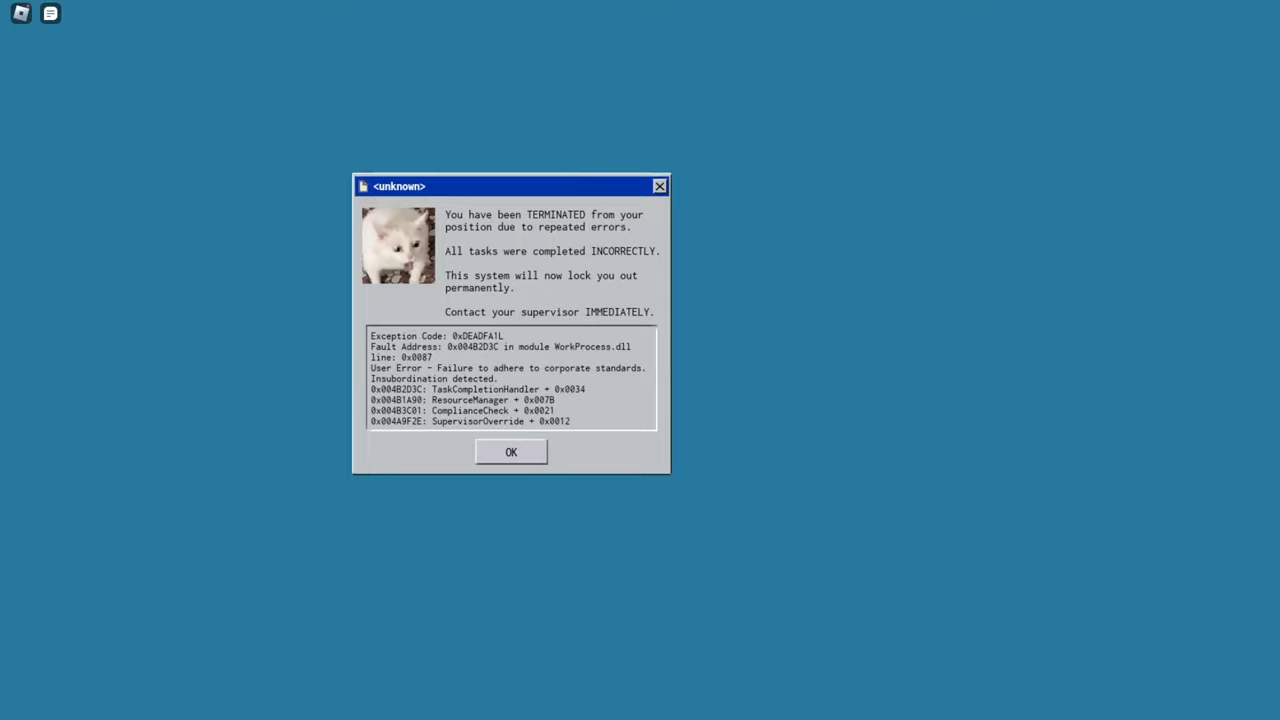 <unknown>
You have been TERMINATED from your
position due to repeated errors.
All tasks were completed INCORRECTLY.
This system will now lock you out
permanently.
Contact your supervisor IMMEDIATELY.
Exception Code: 0xDEADFA1L
Fault Address: 0x004B2D3C in module WorkProcess.dll
line: 0x0087
User Error - Failure to adhere to corporate standards.
Insubordination detected.
0x004B2D3C: TaskCompletionHandler + 0x0034
0x004B1A90: ResourceManager + 0x007B
0x004B3C01: ComplianceCheck + 0x0021
0x004A9F2E: SupervisorOverride + 0x0012
OK